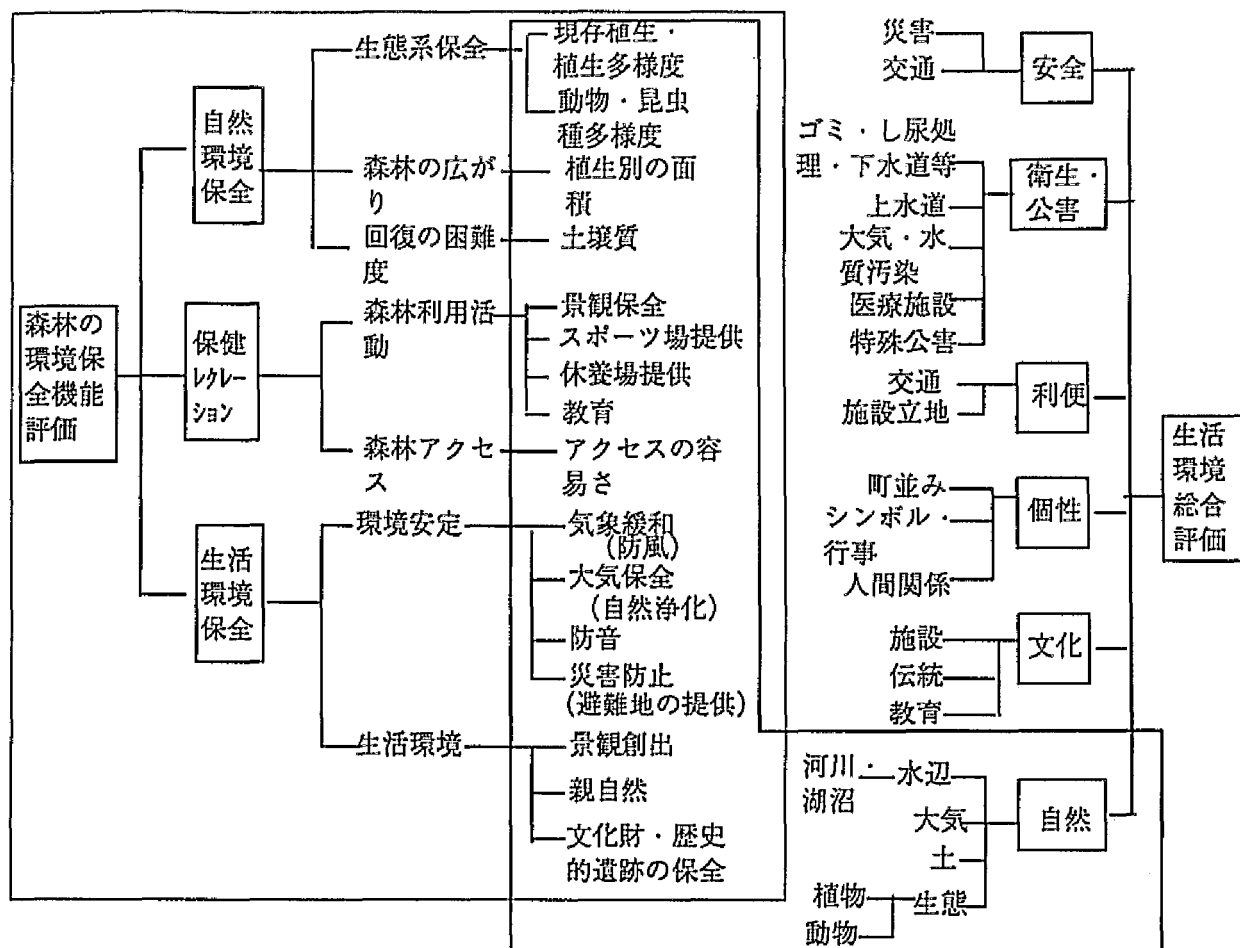 森林の
環境保
全機能
評価
自然
環境
保全
生態系保全
現存植生・
植生多様度
動物・昆虫
種多様度
森林の広が
り
植生別の面
積
回復の困難
度
土壌質
保健
レクレー
ション
森林利用活
動
景観保全
スポーツ場提供
休養場提供
教育
森林アクセ
ス
アクセスの容
易さ
生活
環境
保全
環境安定
気象緩和
(防風)
大気保全
(自然浄化)
防音
災害防止
(避難地の提供)
生活環境
景観創出
親自然
文化財・歴史
的遺跡の保全
災害
交通
安全
ゴミ・し尿処
理・下水道等
上水道
大気・水
質汚染
医療施設
特殊公害
衛生・
公害
交通
施設立地
利便
町並み
シンボル・
行事
人間関係
個性
施設
伝統
教育
文化
河川・
湖沼
水辺
大気
土
植物
動物
生態
自然
生活
環境
総合
評価